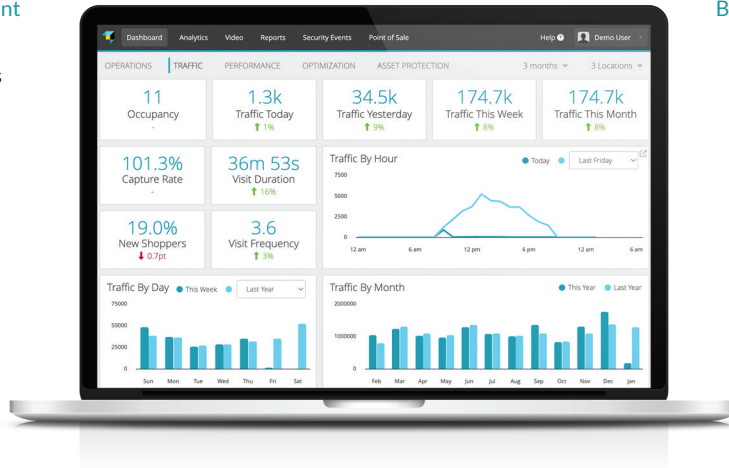 nt
B
s
Dashboard Analytics Video Reports Security Events Point of Sale Help ? Demo User
OPERATIONS TRAFFIC PERFORMANCE OPTIMIZATION ASSET PROTECTION 3 months 3 Locations
11
Occupancy
-
1.3k
Traffic Today
↑ 1%
34.5k
Traffic Yesterday
↑ 9%
174.7k
Traffic This Week
↑ 8%
174.7k
Traffic This Month
↑ 8%
101.3%
Capture Rate
-
36m 53s
Visit Duration
↑ 16%
19.0%
New Shoppers
↓ 0.7pt
3.6
Visit Frequency
↑ 3%
Traffic By Hour
Today Last Friday
7500
5000
2500
0
12 am 6 am 12 pm 6 pm 12 am 6 am
Traffic By Day This Week Last Year
75000
50000
25000
0
Sun Mon Tue Wed Thu Fri Sat
Traffic By Month This Year Last Year
2000000
1000000
0
Feb Mar Apr May Jun Jul Aug Sep Oct Nov Dec Jan